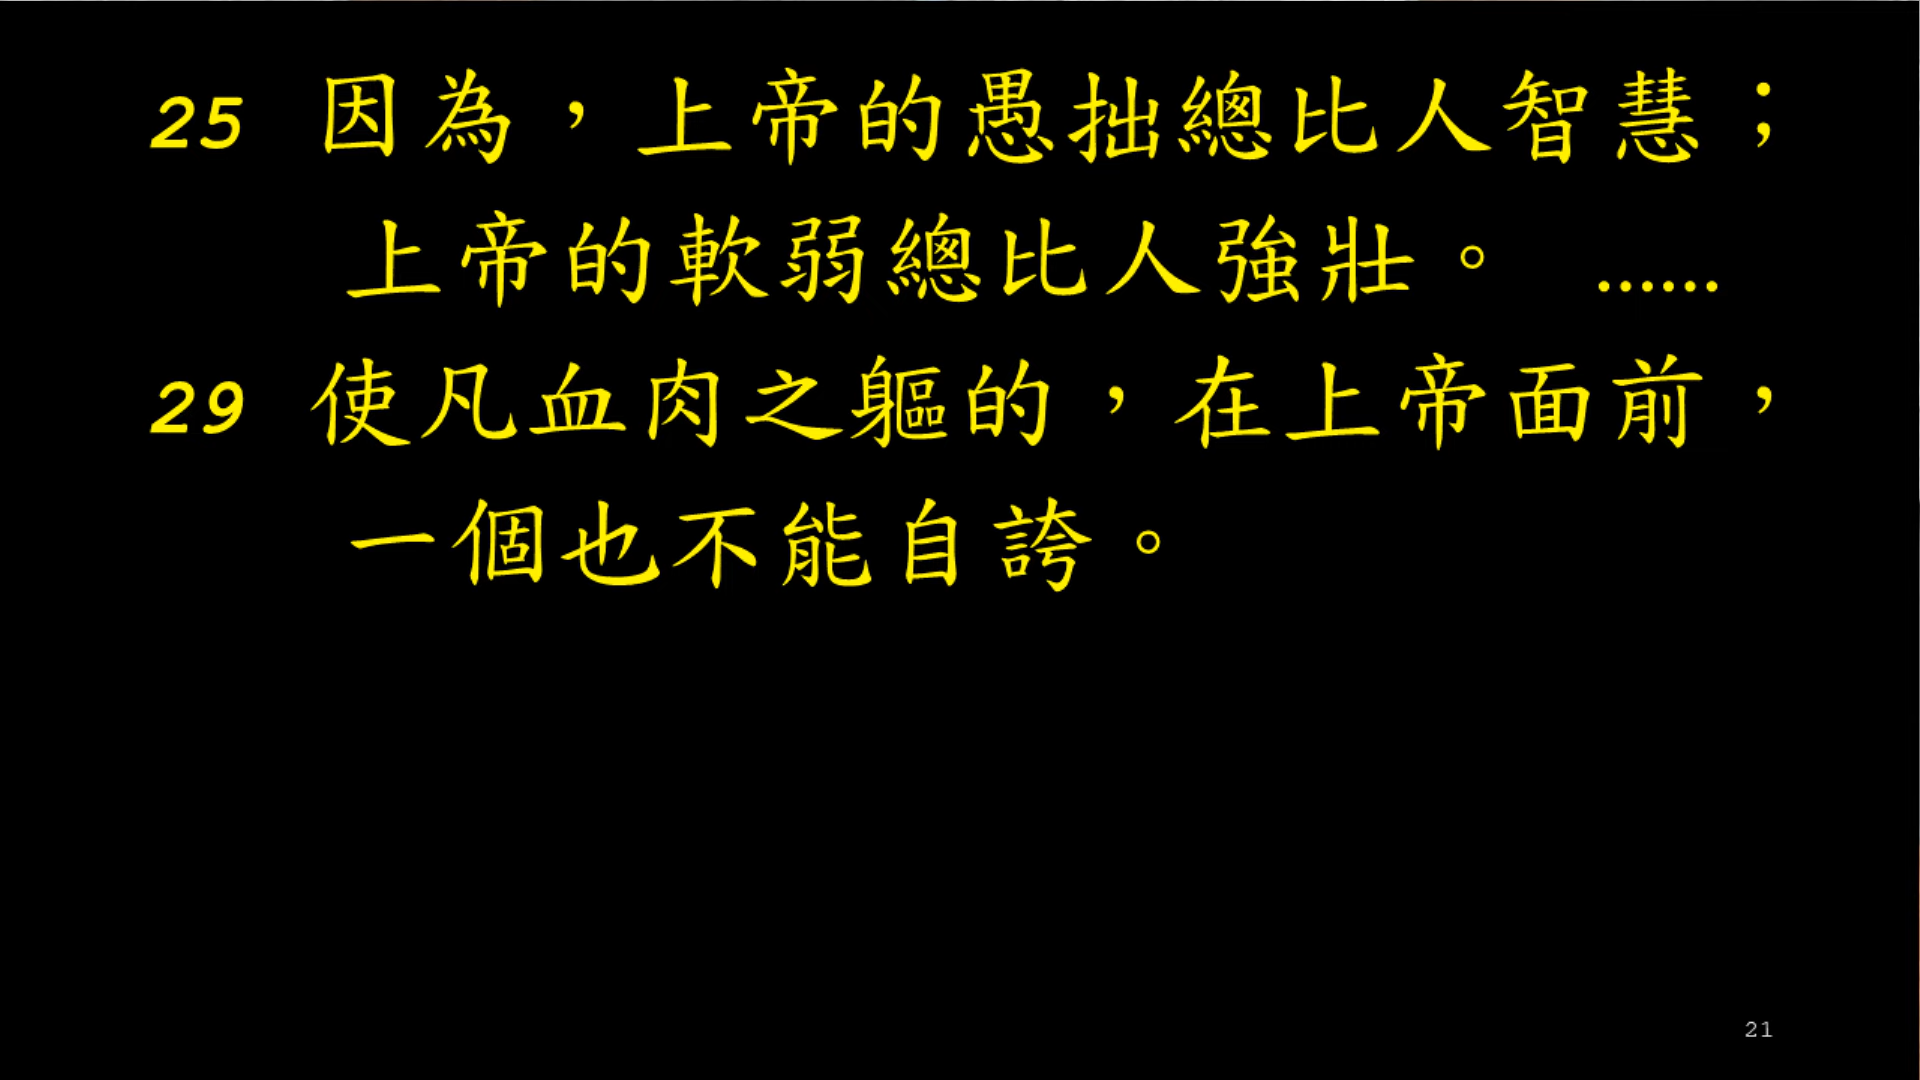 25 因為，上帝的愚拙總比人智慧；
上帝的軟弱總比人強壯。 ……
29 使凡血肉之軀的，在上帝面前，
一個也不能自誇。
21